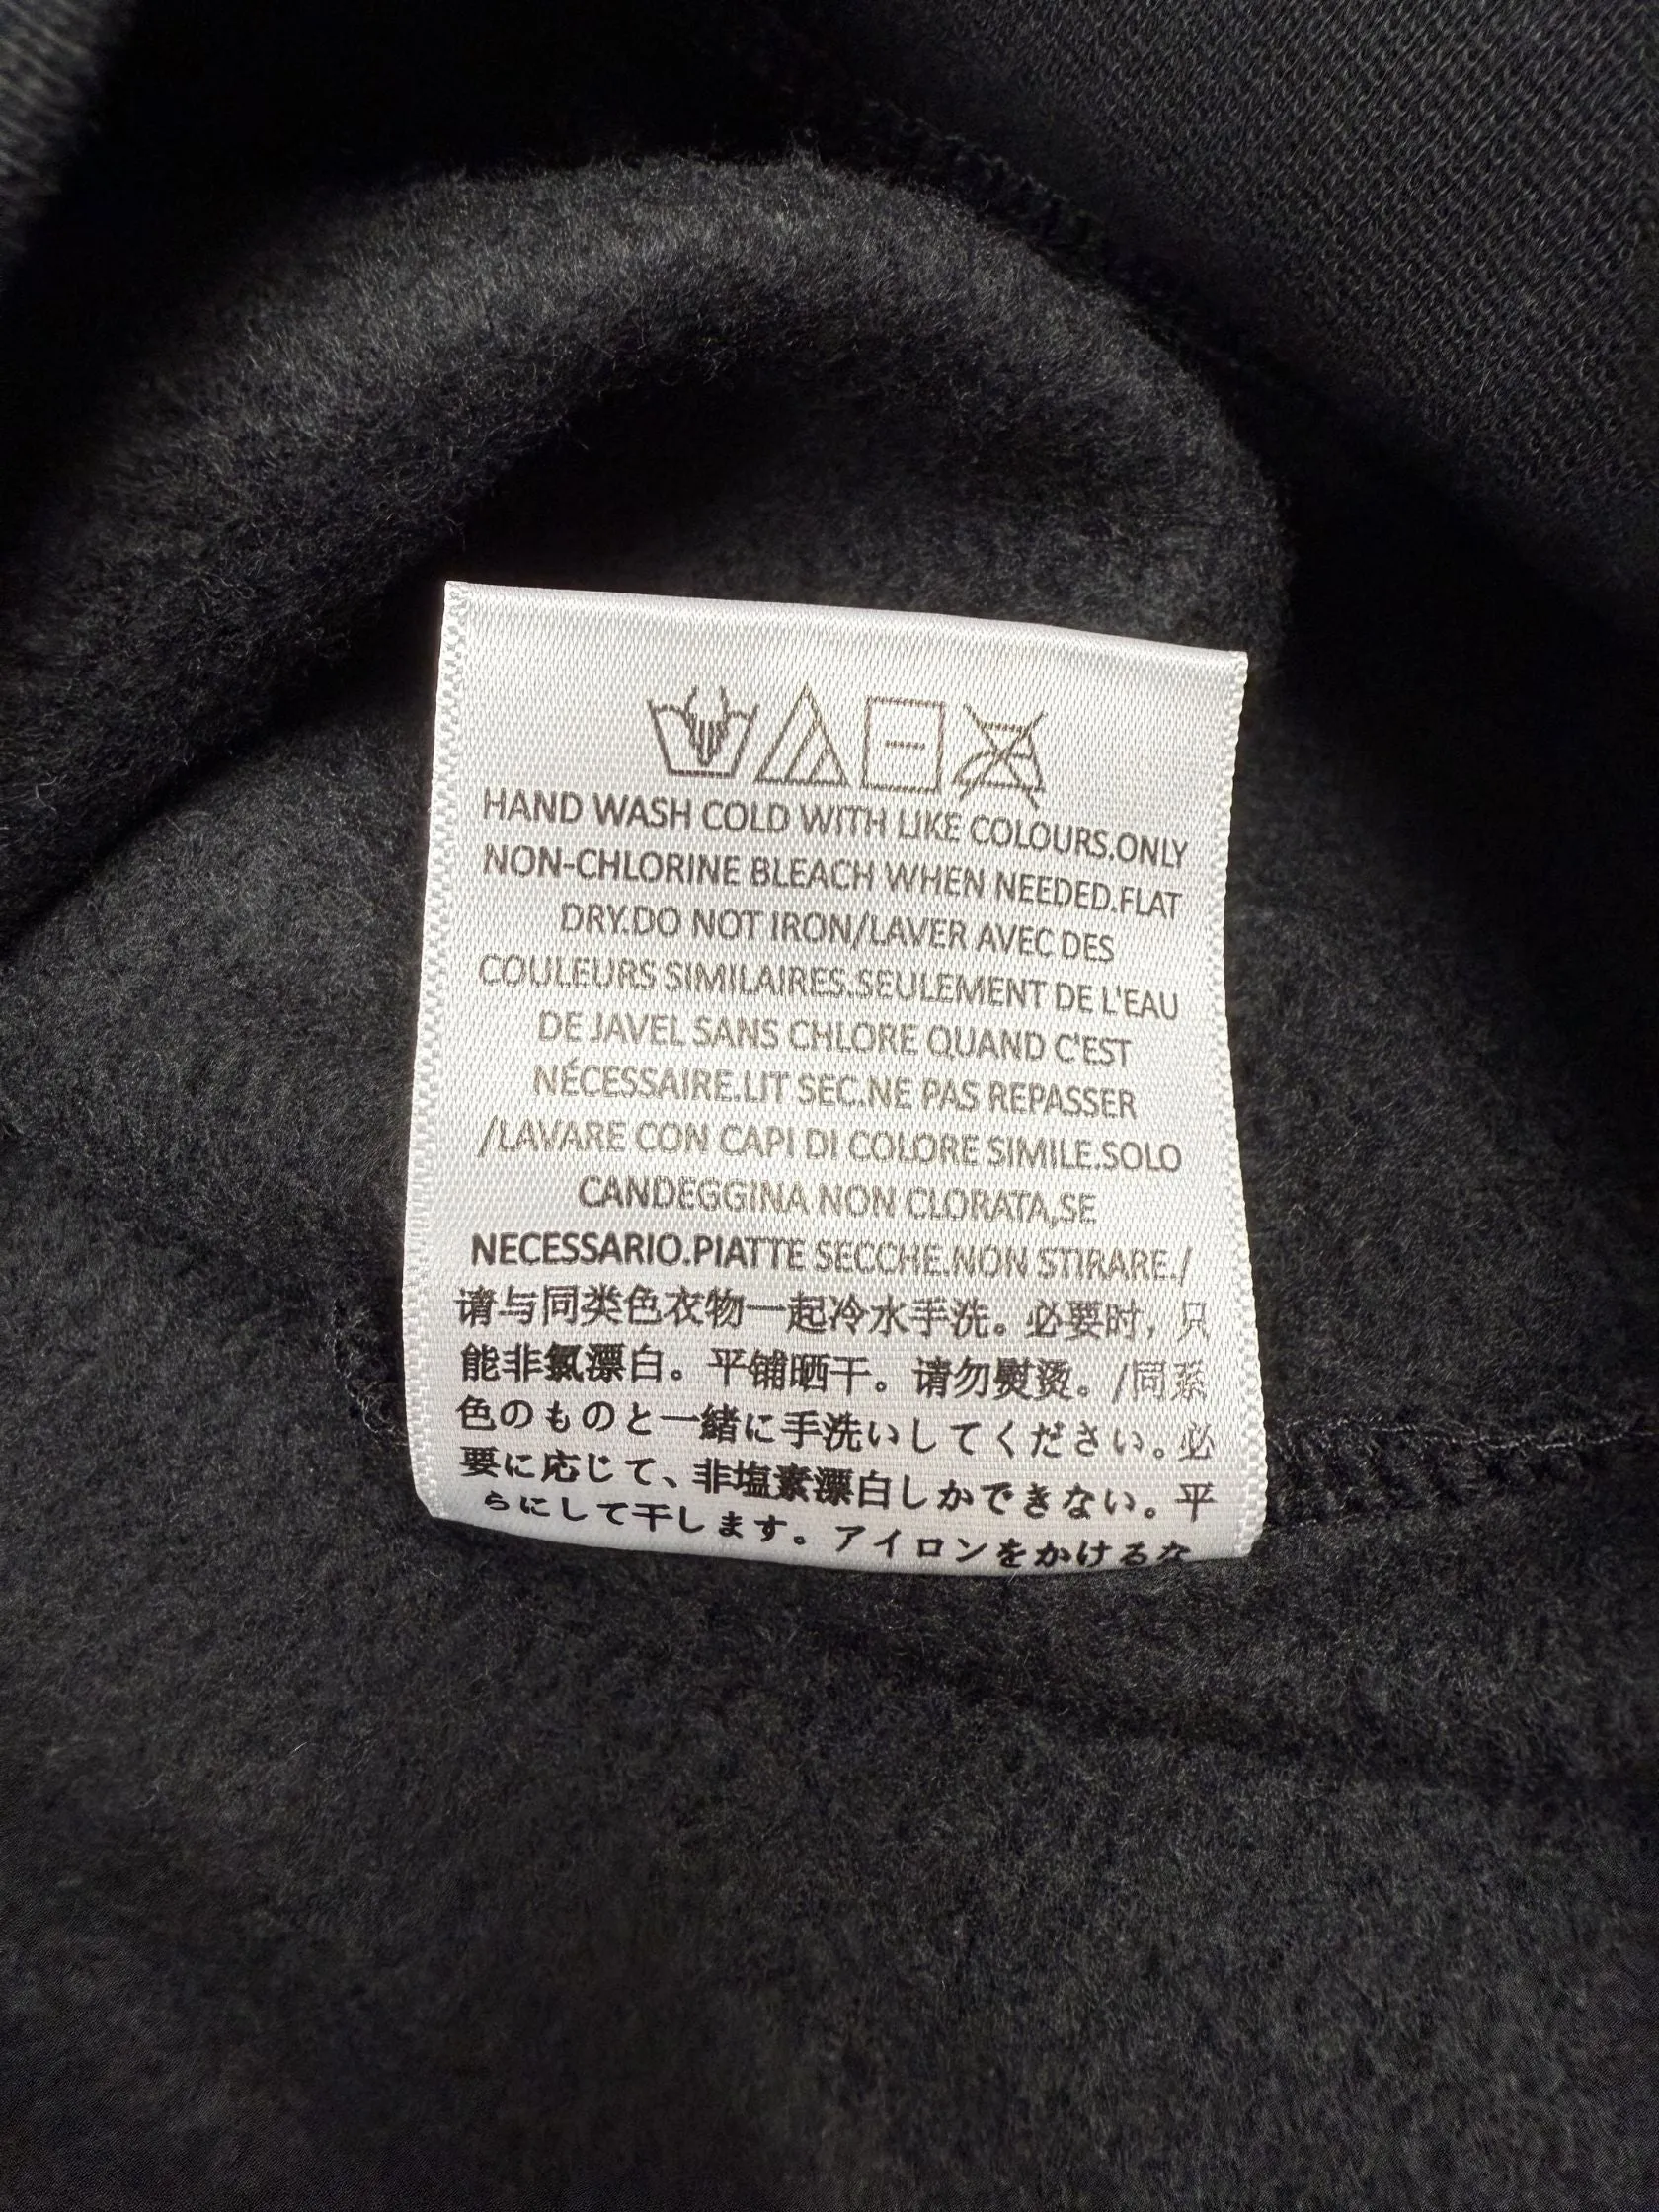 HAND WASH COLD WITH LIKE COLOURS.ONLY
NON-CHLORINE BLEACH WHEN NEEDED.FLAT
DRY.DO NOT IRON/LAVER AVEC DES
COULEURS SIMILAIRES.SEULEMENT DE L'EAU
DE JAVEL SANS CHLORE QUAND C'EST
NÉCESSAIRE.LIT SEC.NE PAS REPASSER
/LAVARE CON CAPI DI COLORE SIMILE.SOLO
CANDEGGINA NON CLORATA,SE
NECESSARIO.PIATTE SECCHE.NON STIRARE./
请与同类色衣物一起冷水手洗。必要时，只
能非氯漂白。平铺晒干。请勿熨烫。/同系
色のものと一緒に手洗いしてください。必
要に応じて、非塩素漂白しかできない。平
らにして干します。アイロンをかけるな